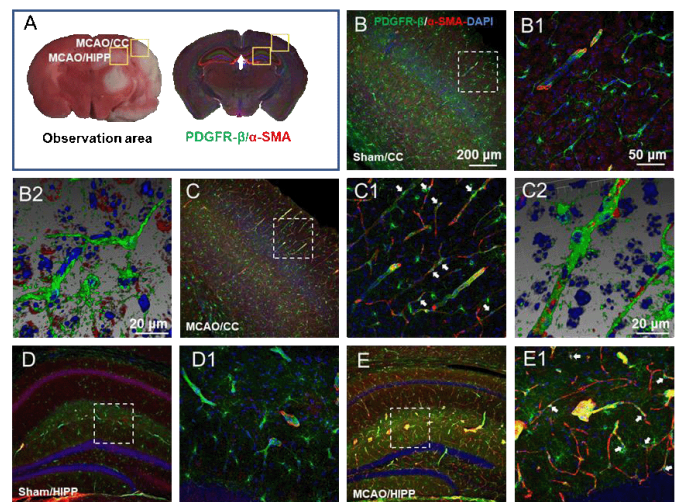 A
MCAO/CC
MCAO/HIPP
Observation area
PDGFR-β/α-SMA
B
PDGFR-β/α-SMA-DAPI
Sham/CC
200 µm
B1
50 µm
B2
20 µm
C
MCAO/CC
C1
C2
20 µm
D
Sham/HIPP
D1
E
MCAO/HIPP
E1